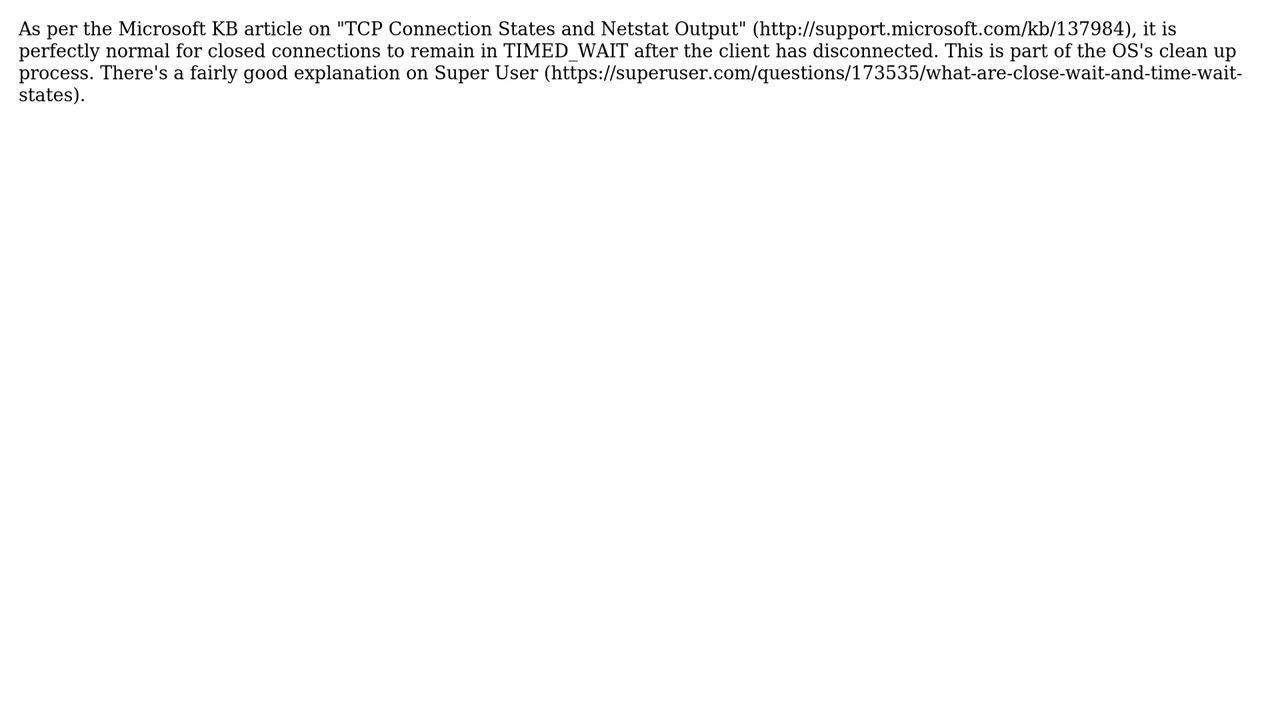 As per the Microsoft KB article on "TCP Connection States and Netstat Output" (http://support.microsoft.com/kb/137984), it is
perfectly normal for closed connections to remain in TIMED_WAIT after the client has disconnected. This is part of the OS's clean up
process. There's a fairly good explanation on Super User (https://superuser.com/questions/173535/what-are-close-wait-and-time-wait-
states).